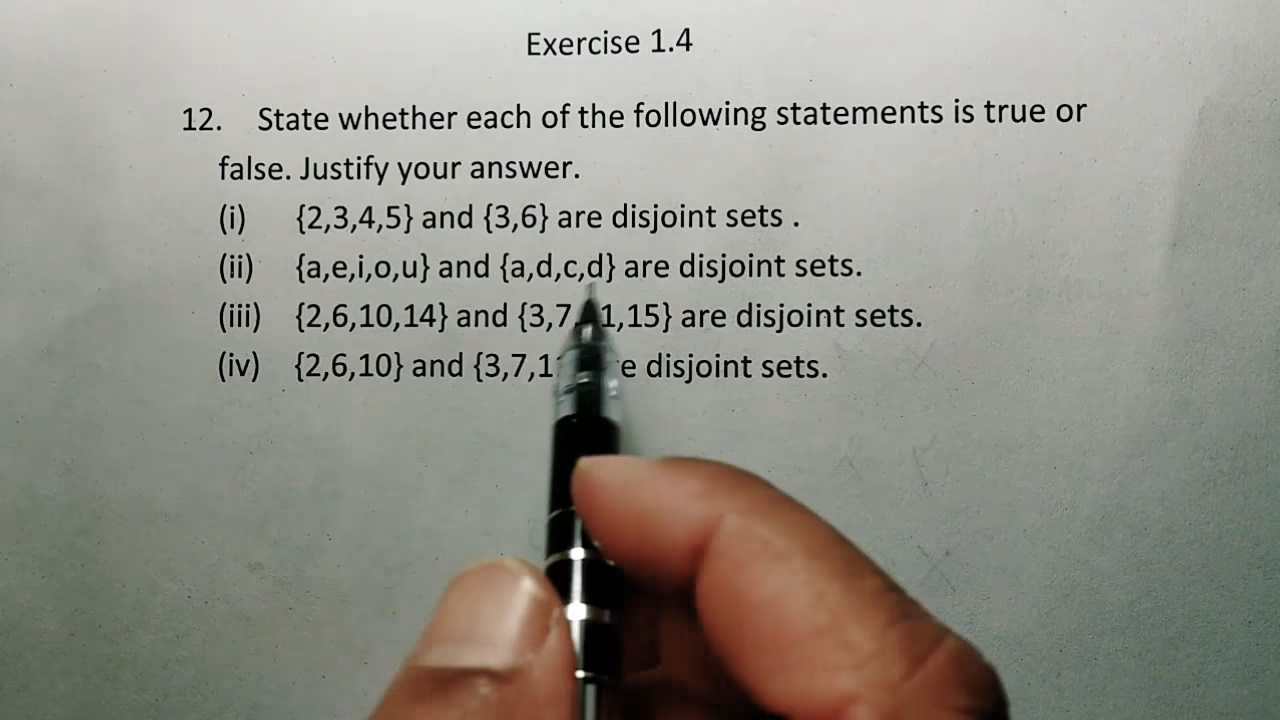 Exercise 1.4
12. State whether each of the following statements is true or
false. Justify your answer.
(i) {2,3,4,5} and {3,6} are disjoint sets .
(ii) {a,e,i,o,u} and {a,d,c,d} are disjoint sets.
(iii) {2,6,10,14} and {3,7, 1,15} are disjoint sets.
(iv) {2,6,10} and {3,7,1 e disjoint sets.